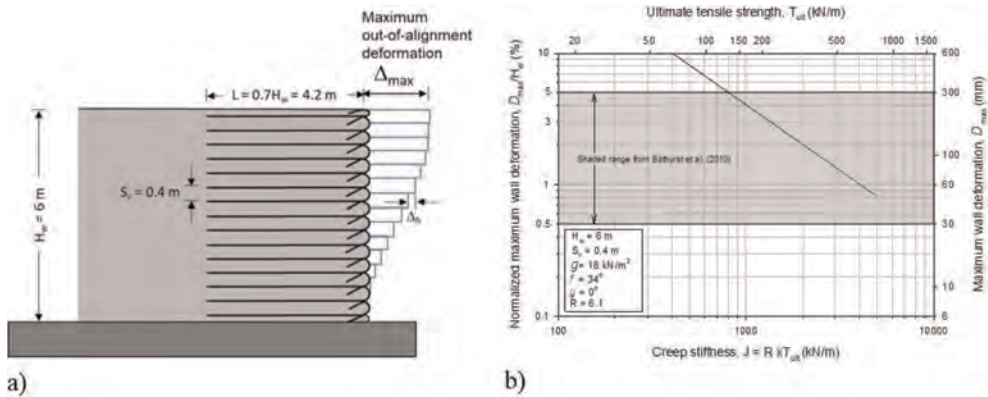 Maximum
out-of-alignment
deformation
Δmax
L = 0.7Hw = 4.2 m
Hw = 6 m
Sv = 0.4 m
a)
Ultimate tensile strength, Tult (kN/m)
20 50 70 100 150 200 500 1000 1500
Normalized maximum wall deformation, Dmax/Hw (%)
10
5
3
1
0.5
0.1
600
300
100
60
30
10
6
Maximum wall deformation, Dmax (mm)
Shaded range from Bathurst et al. (2010)
Hw = 6 m
Sv = 0.4 m
g = 18 kN/m³
f = 34°
µ = 0°
R = 6.1
100 1000 10000
Creep stiffness, J = R kTult (kN/m)
b)